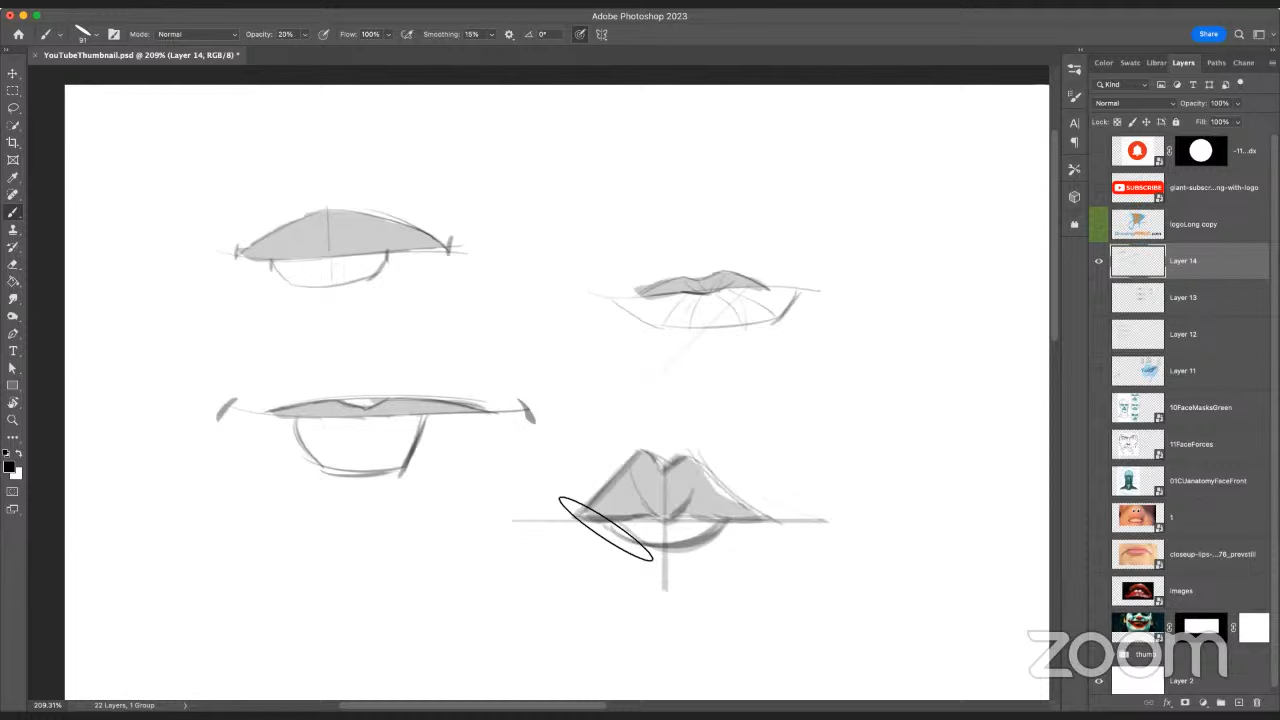 Adobe Photoshop 2023
91 Mode: Normal Opacity: 20% Flow: 100% Smoothing: 15% 0° Share
YouTubeThumbnail.psd @ 209% (Layer 14, RGB/8) *
Color Swatc Librar Layers Paths Chane
Kind
Normal Opacity: 100%
Lock: Fill: 100%
-11...dx
SUBSCRIBE giant-subscr...ng-with-logo
logoLong copy
Layer 14
Layer 13
Layer 12
Layer 11
10FaceMasksGreen
11FaceForces
01CUanatomyFaceFront
1
closeup-lips-...76_prevstill
images
thumb
zoom
Layer 2
209.31% 22 Layers, 1 Group